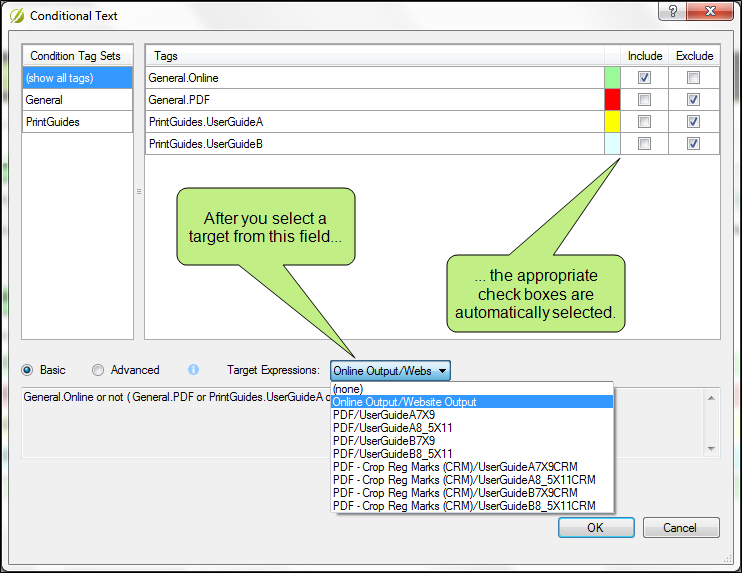 Conditional Text
?
Condition Tag Sets
(show all tags)
General
PrintGuides
Tags Include Exclude
General.Online
General.PDF
PrintGuides.UserGuideA
PrintGuides.UserGuideB
After you select a
target from this field...
... the appropriate
check boxes are
automatically selected.
Basic Advanced Target Expressions: Online Output/Webs
General.Online or not ( General.PDF or PrintGuides.UserGuideA
(none)
Online Output/Website Output
PDF/UserGuideA7X9
PDF/UserGuideA8_5X11
PDF/UserGuideB7X9
PDF/UserGuideB8_5X11
PDF - Crop Reg Marks (CRM)/UserGuideA7X9CRM
PDF - Crop Reg Marks (CRM)/UserGuideA8_5X11CRM
PDF - Crop Reg Marks (CRM)/UserGuideB7X9CRM
PDF - Crop Reg Marks (CRM)/UserGuideB8_5X11CRM
OK Cancel